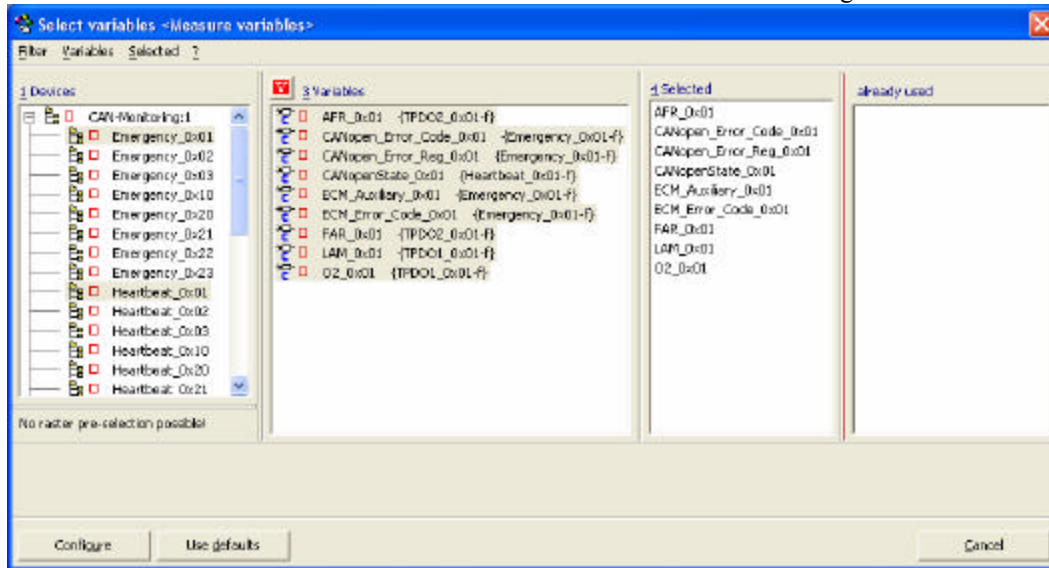 Select variables <Measure variables>
Filter Variables Selected ?
1 Devices
CAN-Monitoring:1
Emergency_0x01
Emergency_0x02
Emergency_0x03
Emergency_0x10
Emergency_0x20
Emergency_0x21
Emergency_0x22
Emergency_0x23
Heartbeat_0x01
Heartbeat_0x02
Heartbeat_0x03
Heartbeat_0x10
Heartbeat_0x20
Heartbeat_0x21
No raster pre-selection possible!
3 Variables
AFR_0x01 {TPDO2_0x01-f}
CANopen_Error_Code_0x01 {Emergency_0x01-f}
CANopen_Error_Reg_0x01 {Emergency_0x01-f}
CANopenState_0x01 {Heartbeat_0x01-f}
ECM_Auxiliary_0x01 {Emergency_0x01-f}
ECM_Error_Code_0x01 {Emergency_0x01-f}
FAR_0x01 {TPDO2_0x01-f}
LAM_0x01 {TPDO1_0x01-f}
O2_0x01 {TPDO1_0x01-f}
4 Selected
AFR_0x01
CANopen_Error_Code_0x01
CANopen_Error_Reg_0x01
CANopenState_0x01
ECM_Auxiliary_0x01
ECM_Error_Code_0x01
FAR_0x01
LAM_0x01
O2_0x01
already used
Configure
Use defaults
Cancel